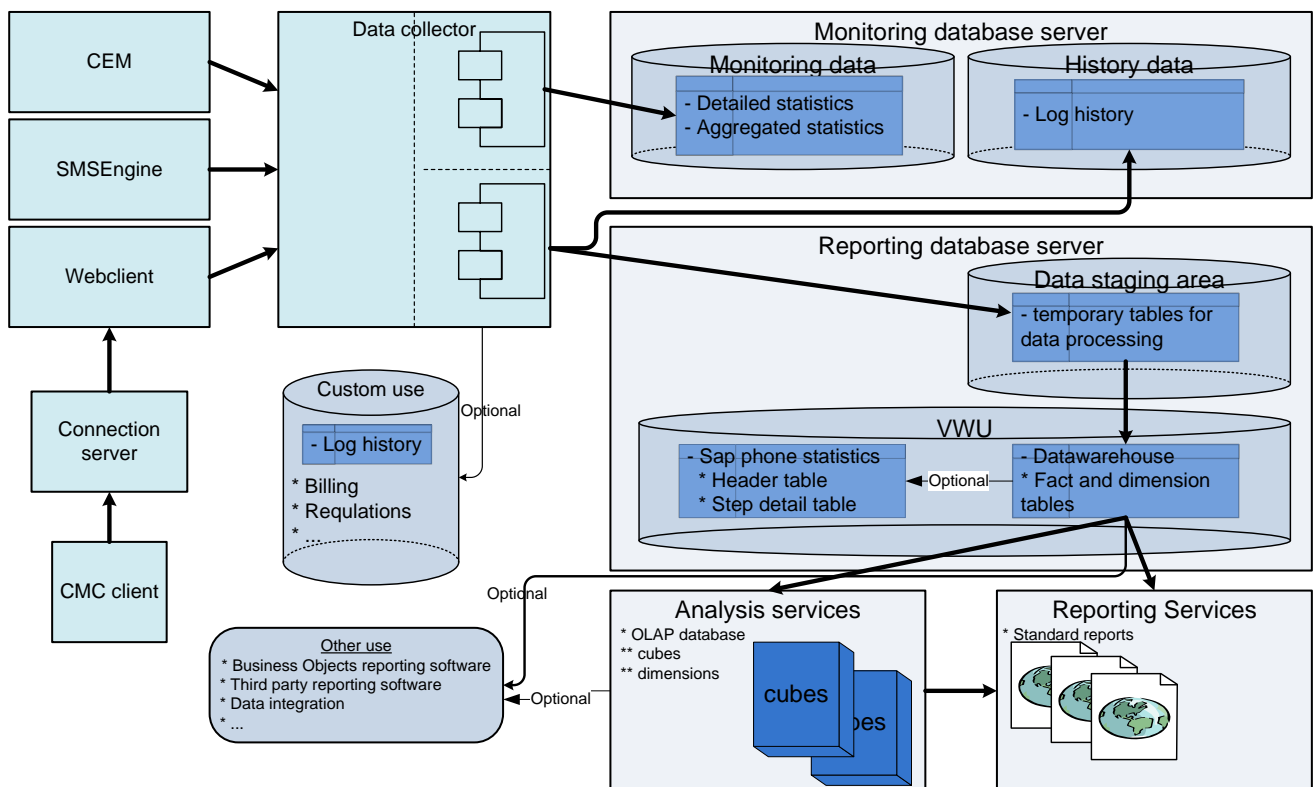 CEM
SMSEngine
Webclient
Connection
server
CMC client
Data collector
Monitoring database server
Monitoring data
- Detailed statistics
- Aggregated statistics
History data
- Log history
Reporting database server
Data staging area
- temporary tables for
data processing
VWU
- Sap phone statistics
* Header table
* Step detail table
Optional
- Datawarehouse
* Fact and dimension
tables
Custom use
- Log history
* Billing
* Requlations
* ...
Optional
Optional
Other use
* Business Objects reporting software
* Third party reporting software
* Data integration
* ...
Optional
Analysis services
* OLAP database
** cubes
** dimensions
cubes
bes
Reporting Services
* Standard reports